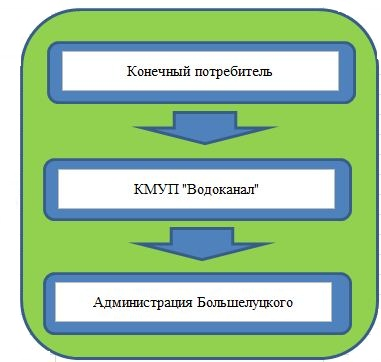 Конечный потребитель
КМУП "Водоканал"
Администрация Большелуцкого